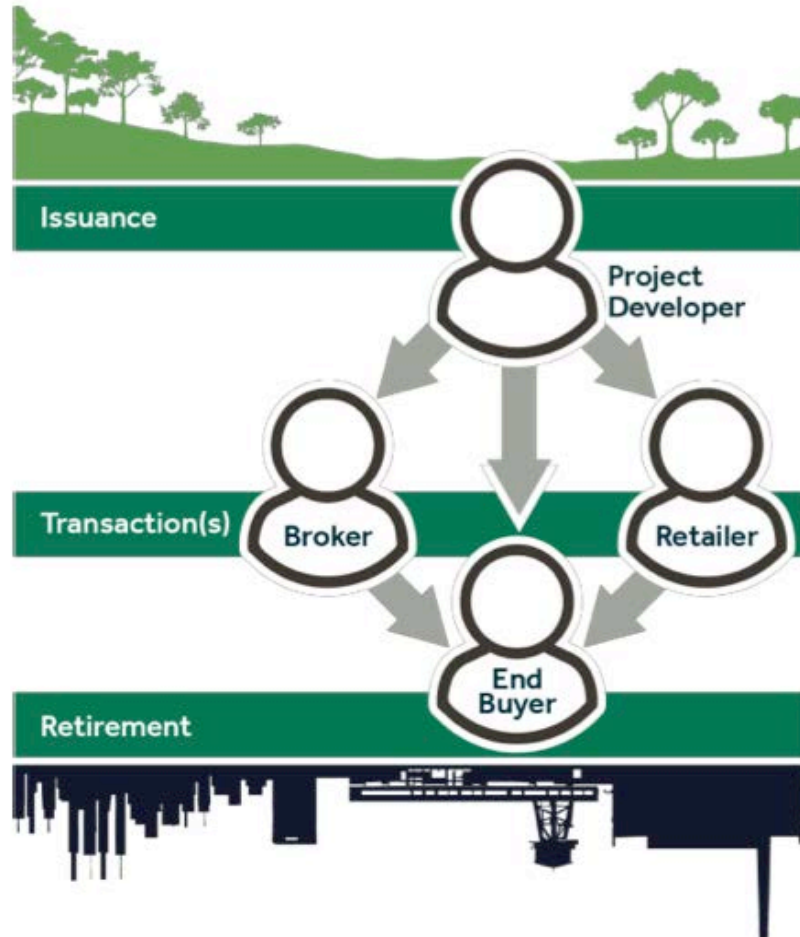 Issuance
Project
Developer
Transaction(s)
Broker
Retailer
End
Buyer
Retirement